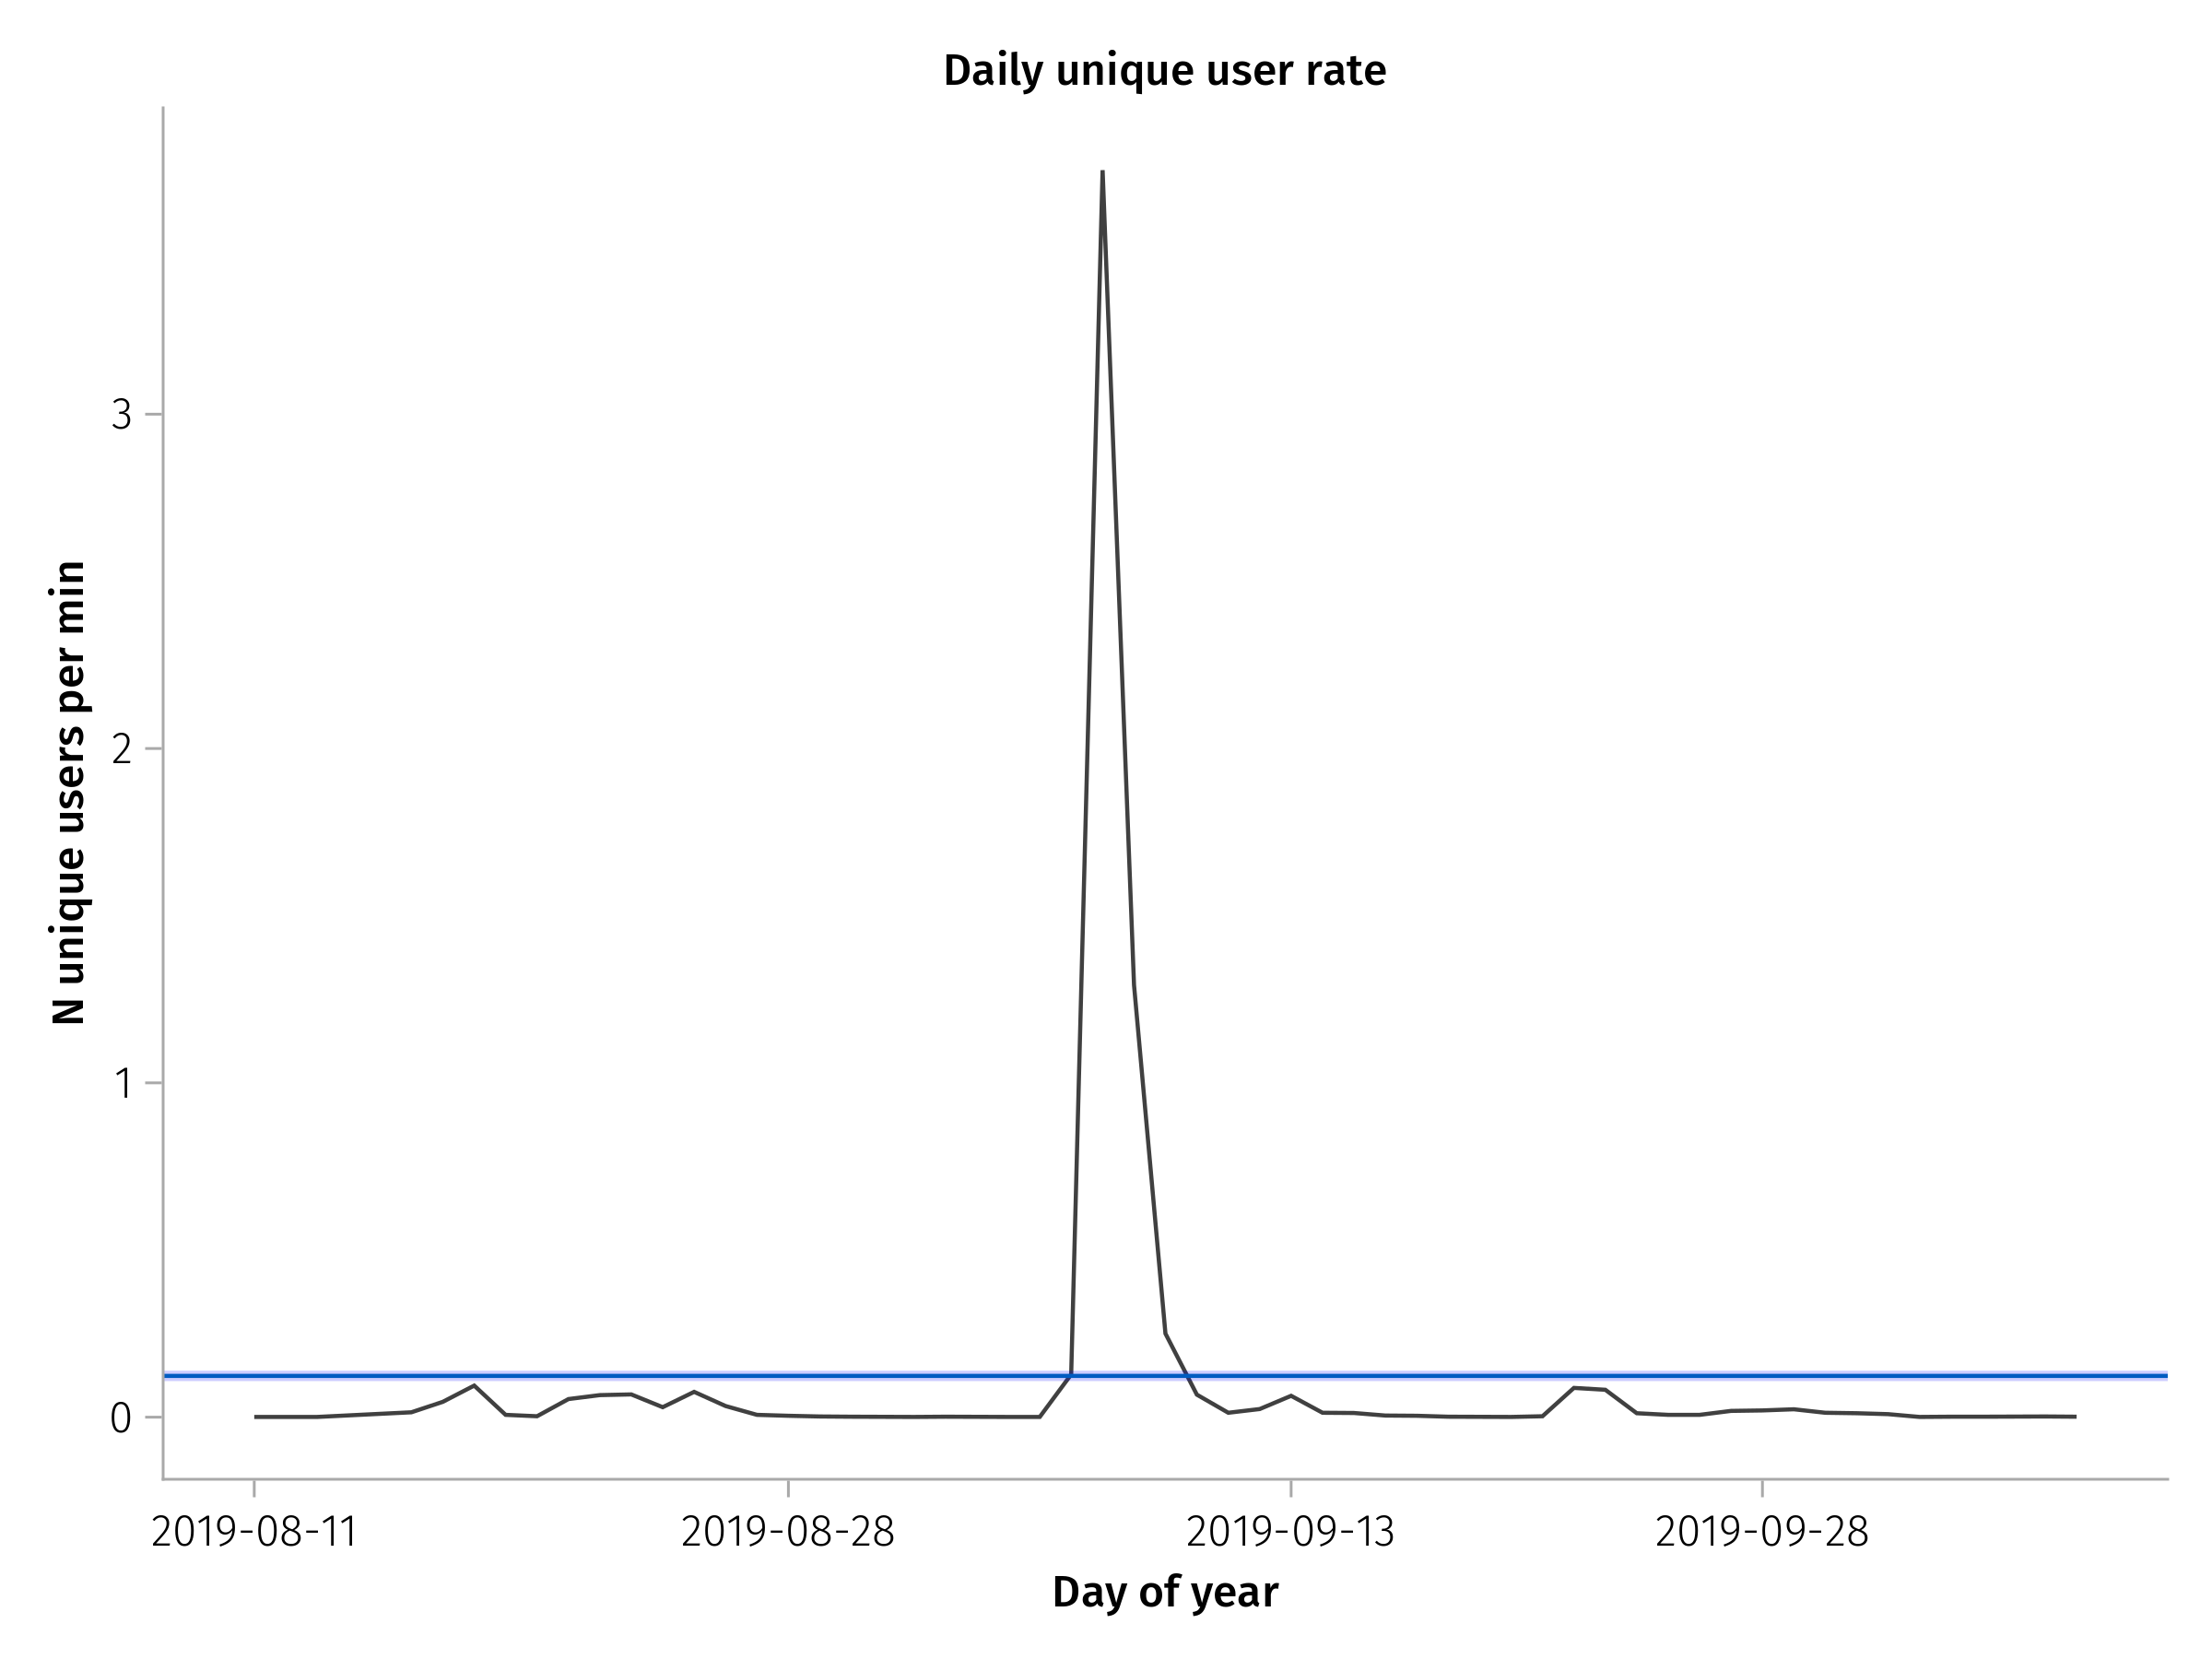 Daily unique user rate
N unique users per min
3
2
1
0
2019-08-11
2019-08-28
2019-09-13
2019-09-28
Day of year